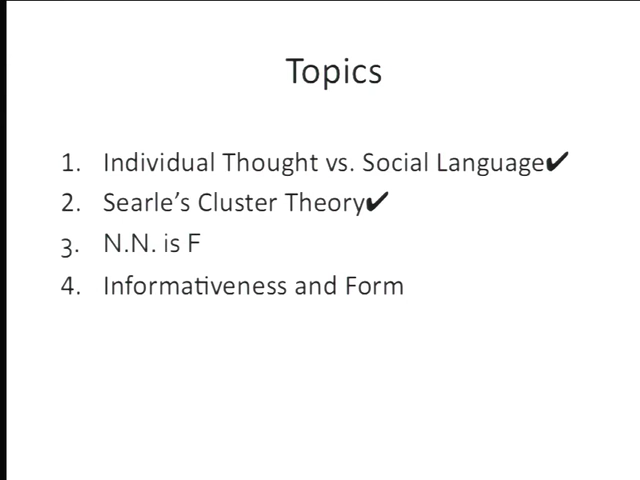 Topics
1. Individual Thought vs. Social Language✔
2. Searle’s Cluster Theory✔
3. N.N. is F
4. Informativeness and Form